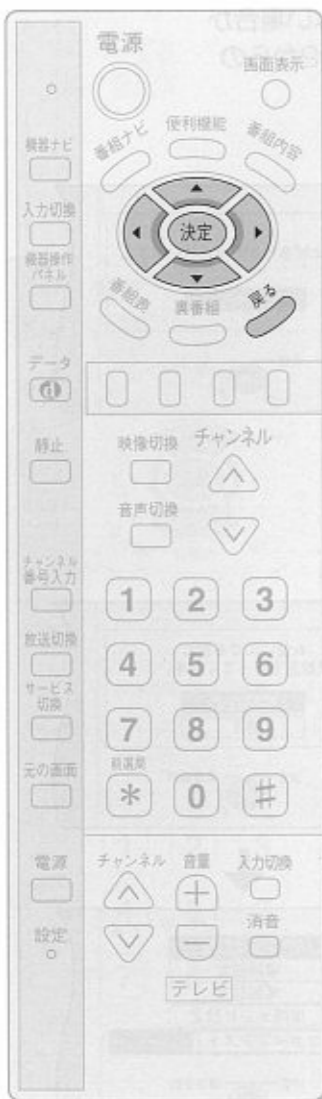 電源
画面表示
機器ナビ
番組ナビ
便利機能
番組内容
入力切換
決定
機器操作
パネル
番組表
裏番組
戻る
データ
d
静止
映像切換
チャンネル
音声切換
チャンネル
番号入力
1 2 3
放送切換
4 5 6
サービス
切換
7 8 9
元の画面
* 0 #
電源
チャンネル
音量
入力切換
設定
消音
テレビ